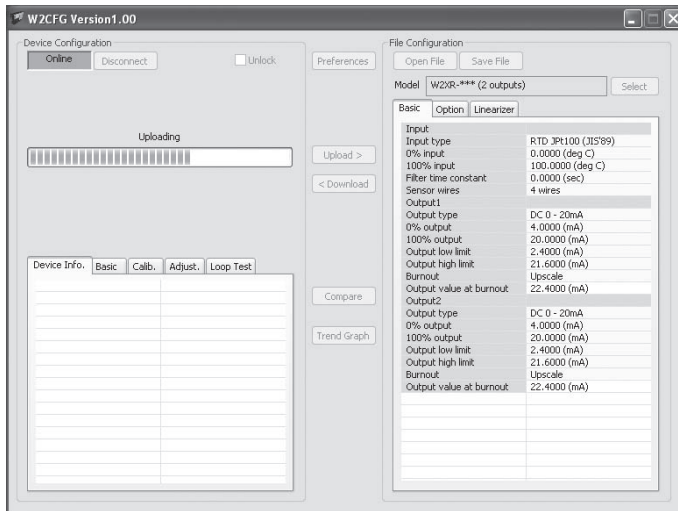 W2CFG Version1.00
Device Configuration
Online
Disconnect
Unlock
Uploading
Device Info.
Basic
Calib.
Adjust.
Loop Test
Preferences
Upload >
< Download
Compare
Trend Graph
File Configuration
Open File
Save File
Model
W2XR-*** (2 outputs)
Select
Basic
Option
Linearizer
Input
Input type RTD JPt100 (JIS'89)
0% input 0.0000 (deg C)
100% input 100.0000 (deg C)
Filter time constant 0.0000 (sec)
Sensor wires 4 wires
Output1
Output type DC 0 - 20mA
0% output 4.0000 (mA)
100% output 20.0000 (mA)
Output low limit 2.4000 (mA)
Output high limit 21.6000 (mA)
Burnout Upscale
Output value at burnout 22.4000 (mA)
Output2
Output type DC 0 - 20mA
0% output 4.0000 (mA)
100% output 20.0000 (mA)
Output low limit 2.4000 (mA)
Output high limit 21.6000 (mA)
Burnout Upscale
Output value at burnout 22.4000 (mA)